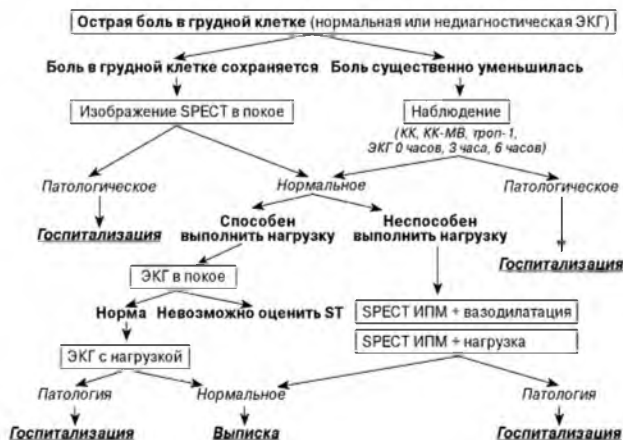 Острая боль в грудной клетке (нормальная или недиагностическая ЭКГ)
Боль в грудной клетке сохраняется
Боль существенно уменьшилась
Изображение SPECT в покое
Наблюдение
(КК, КК-МВ, троп-1,
ЭКГ 0 часов, 3 часа, 6 часов)
Патологическое
Нормальное
Патологическое
Госпитализация
Способен
выполнить нагрузку
Неспособен
выполнить нагрузку
Госпитализация
ЭКГ в покое
Норма
Невозможно оценить ST
SPECT ИПМ + вазодилатация
SPECT ИПМ + нагрузка
ЭКГ с нагрузкой
Патология
Нормальное
Патология
Госпитализация
Выписка
Госпитализация